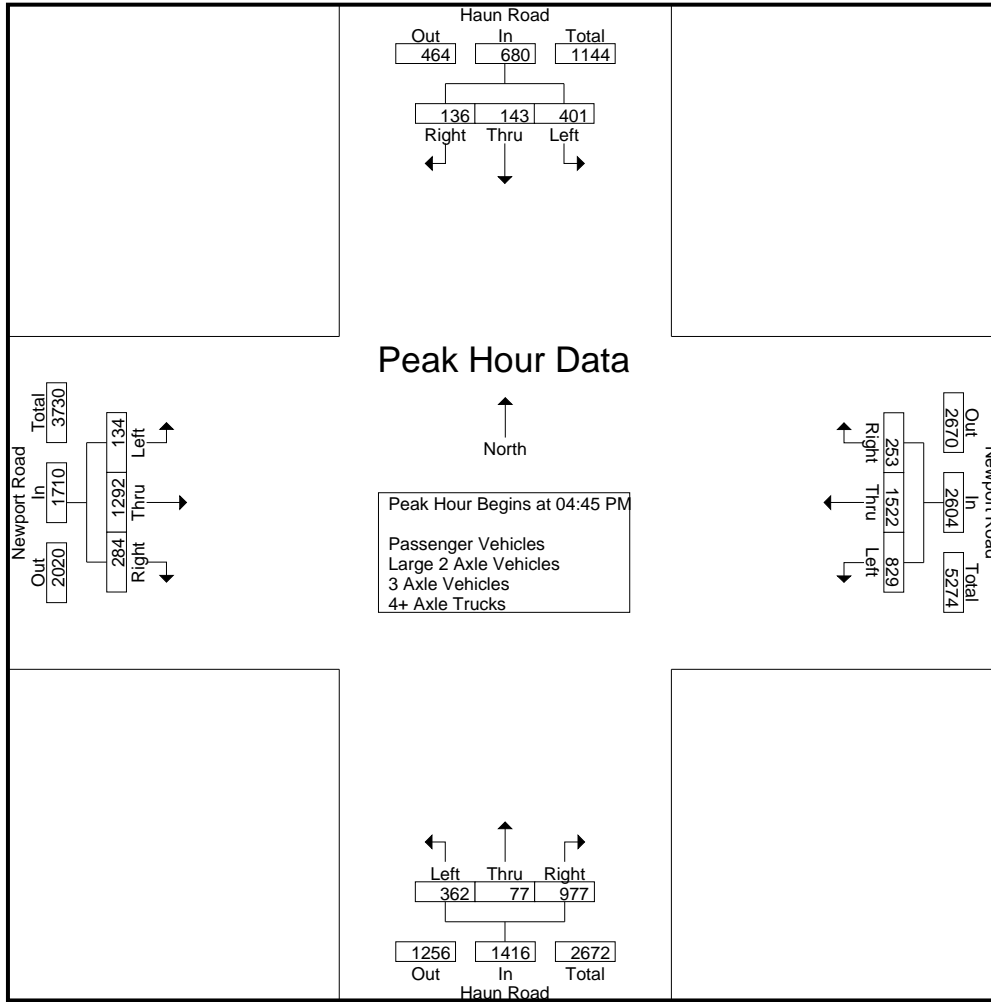 Haun Road
Out In Total
464 680 1144
136 143 401
Right Thru Left
Peak Hour Data
North
Peak Hour Begins at 04:45 PM
Passenger Vehicles
Large 2 Axle Vehicles
3 Axle Vehicles
4+ Axle Trucks
Newport Road
Total In Out
3730 1710 2020
134 1292 284
Left Thru Right
Right Thru Left
253 1522 829
2670 2604 5274
Out In Total
Newport Road
Left Thru Right
362 77 977
1256 1416 2672
Out In Total
Haun Road